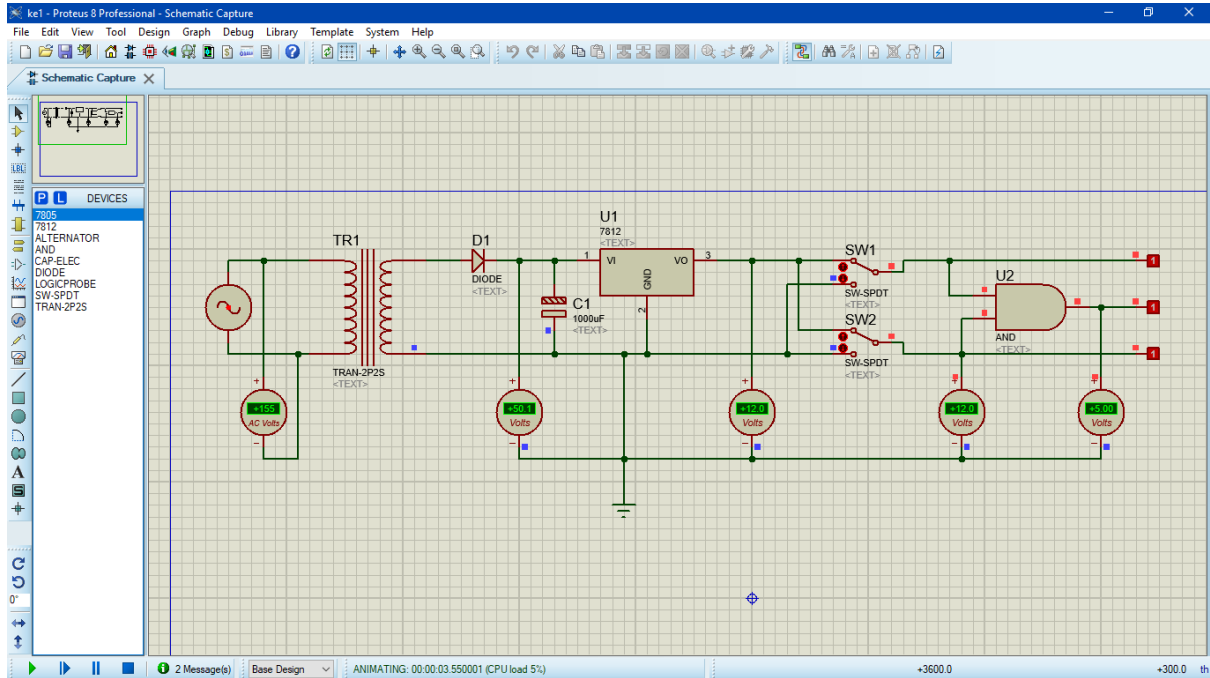 ke1 - Proteus 8 Professional - Schematic Capture
File Edit View Tool Design Graph Debug Library Template System Help
Schematic Capture
LBL
P L DEVICES
7805
7812
ALTERNATOR
AND
CAP-ELEC
DIODE
LOGICPROBE
SW-SPDT
TRAN-2P2S
A
S
0°
TR1
TRAN-2P2S
<TEXT>
+155
AC Volts
D1
DIODE
<TEXT>
C1
1000uF
<TEXT>
+50.1
Volts
U1
7812
<TEXT>
1 VI VO 3
GND
2
+12.0
Volts
SW1
SW-SPDT
<TEXT>
SW2
SW-SPDT
<TEXT>
+12.0
Volts
U2
AND
<TEXT>
+5.00
Volts
1
1
1
2 Message(s) Base Design ANIMATING: 00:00:03.550001 (CPU load 5%) +3600.0 +300.0 th